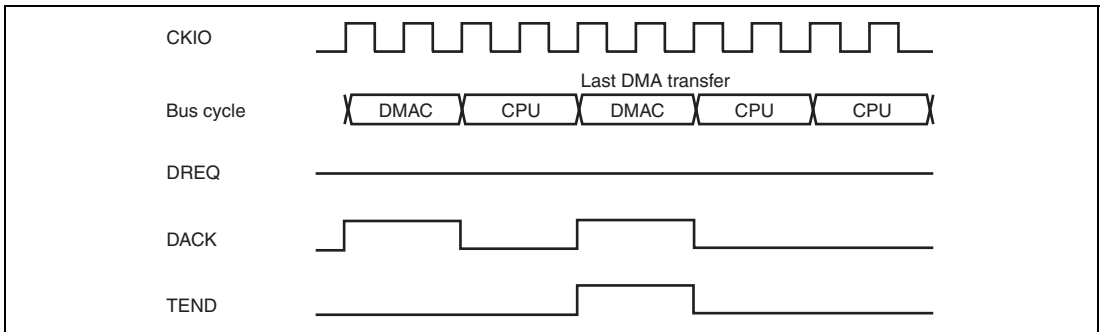 CKIO
Last DMA transfer
Bus cycle DMAC CPU DMAC CPU CPU
DREQ
DACK
TEND